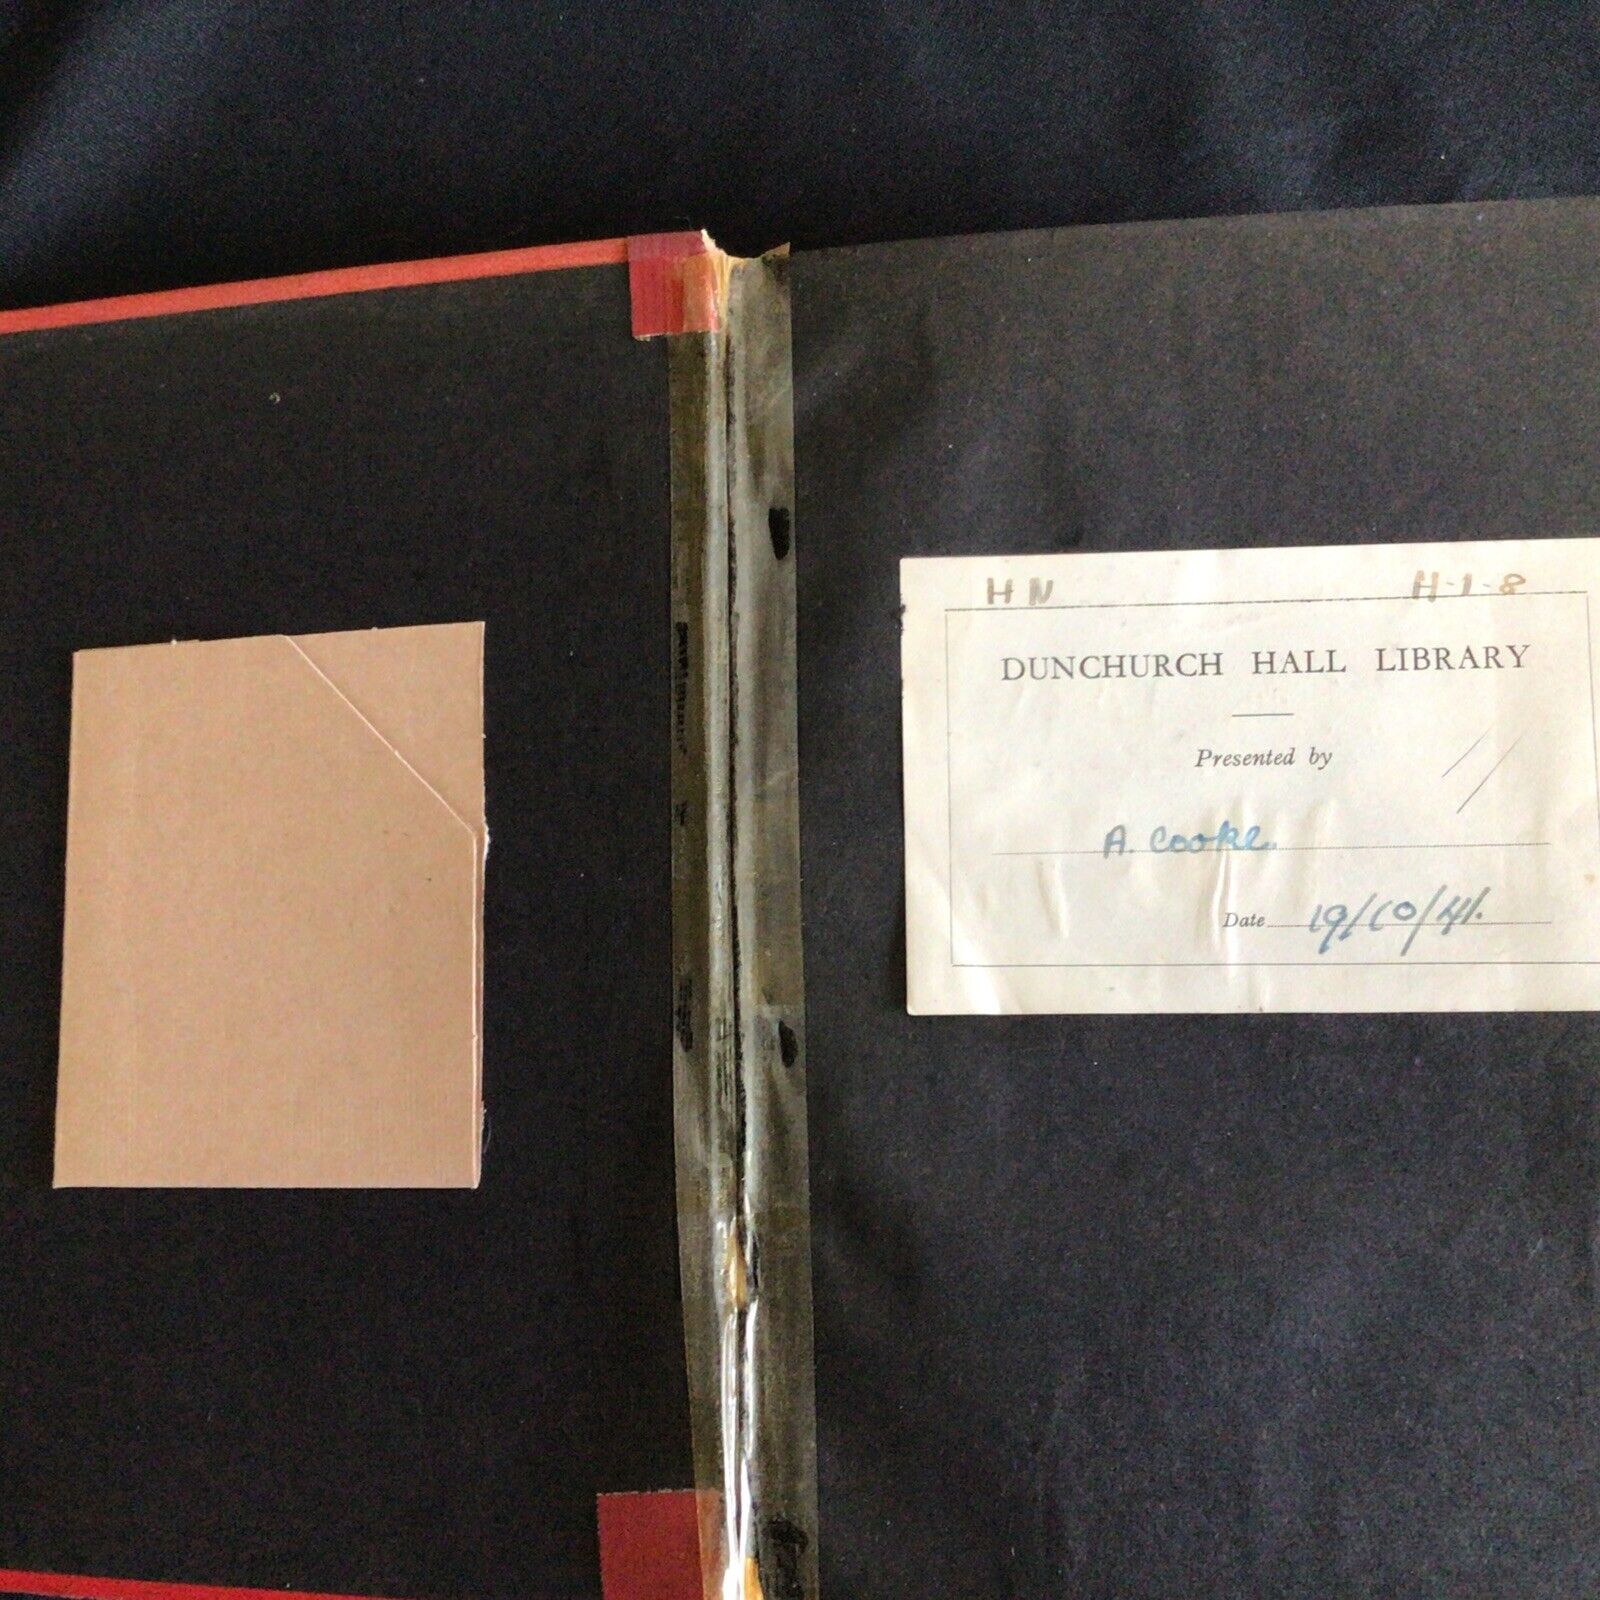 HN H-1-8
DUNCHURCH HALL LIBRARY
Presented by
A. Cooke.
Date 19/10/41.